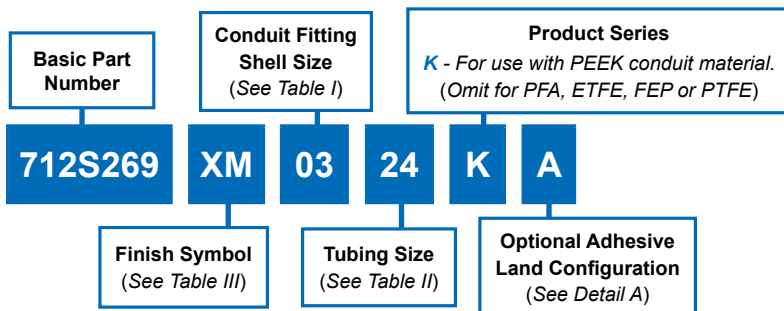 Basic Part
Number
Conduit Fitting
Shell Size
(See Table I)
Product Series
K - For use with PEEK conduit material.
(Omit for PFA, ETFE, FEP or PTFE)
712S269 XM 03 24 K A
Finish Symbol
(See Table III)
Tubing Size
(See Table II)
Optional Adhesive
Land Configuration
(See Detail A)